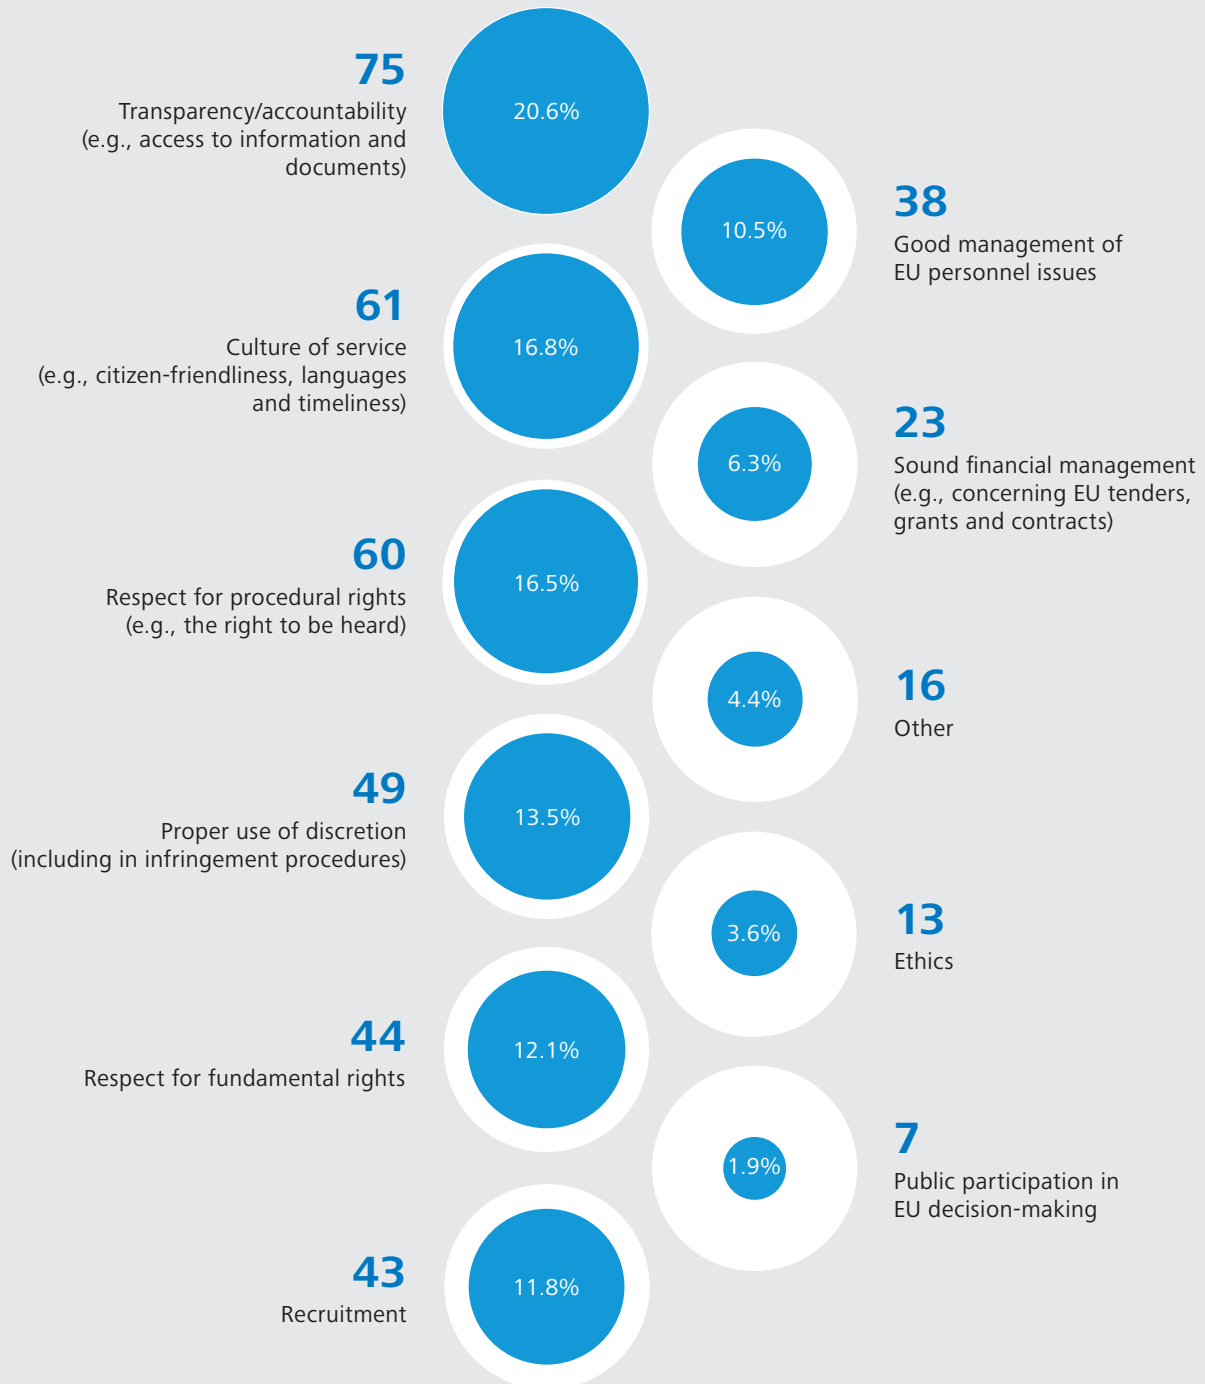 75
Transparency/accountability
(e.g., access to information and
documents)
20.6%
10.5%
38
Good management of
EU personnel issues
61
Culture of service
(e.g., citizen-friendliness, languages
and timeliness)
16.8%
6.3%
23
Sound financial management
(e.g., concerning EU tenders,
grants and contracts)
60
Respect for procedural rights
(e.g., the right to be heard)
16.5%
4.4%
16
Other
49
Proper use of discretion
(including in infringement procedures)
13.5%
3.6%
13
Ethics
44
Respect for fundamental rights
12.1%
1.9%
7
Public participation in
EU decision-making
43
Recruitment
11.8%